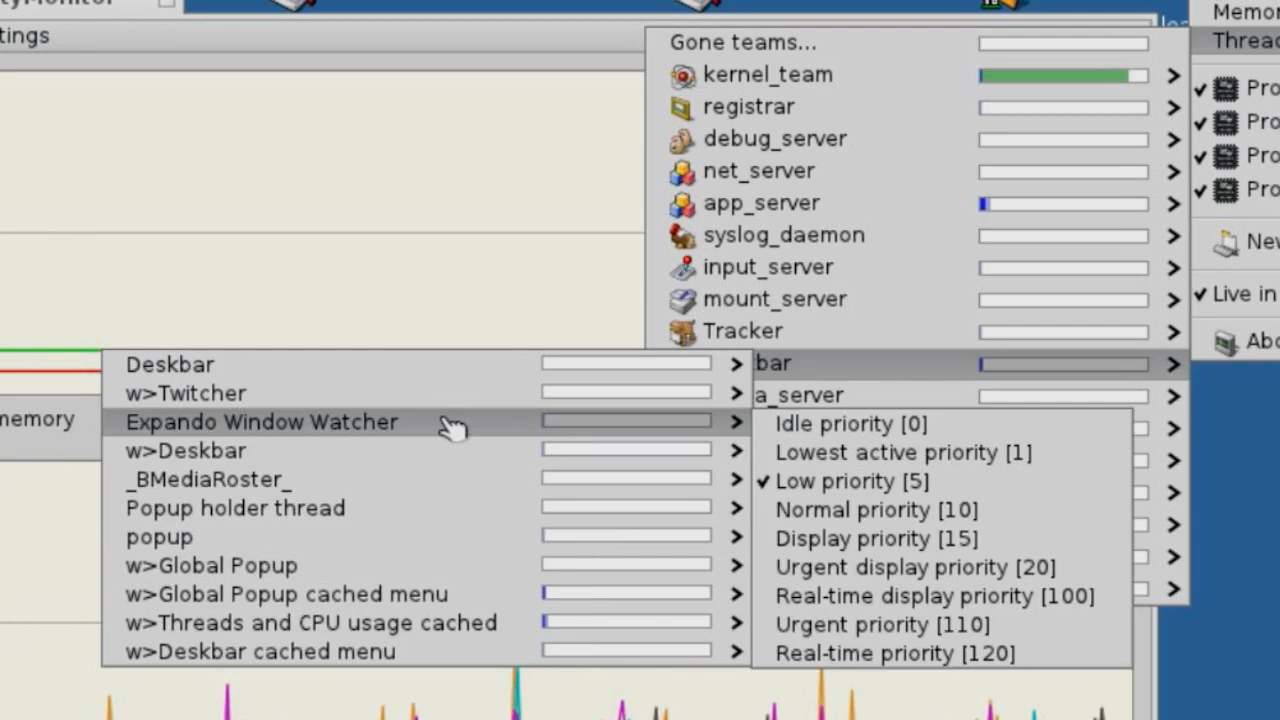 Monitor
tings
Gone teams...
kernel_team
registrar
debug_server
net_server
app_server
syslog_daemon
input_server
mount_server
Tracker
bar
a_server
memory
Deskbar
w>Twitcher
Expando Window Watcher
w>Deskbar
_BMediaRoster_
Popup holder thread
popup
w>Global Popup
w>Global Popup cached menu
w>Threads and CPU usage cached
w>Deskbar cached menu
Idle priority [0]
Lowest active priority [1]
Low priority [5]
Normal priority [10]
Display priority [15]
Urgent display priority [20]
Real-time display priority [100]
Urgent priority [110]
Real-time priority [120]
Memor
Threac
Pro
Pro
Pro
Pro
Nev
Live in
Abo